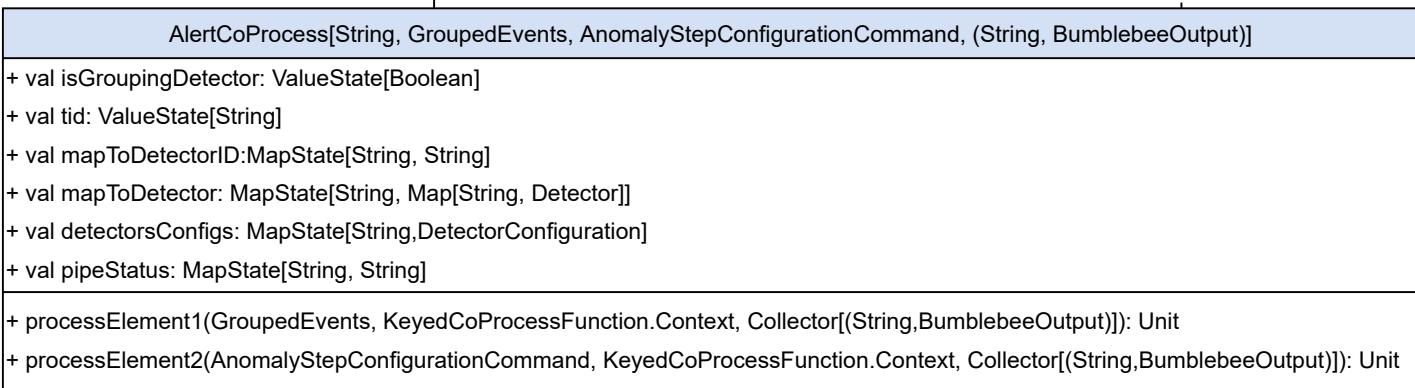 AlertCoProcess[String, GroupedEvents, AnomalyStepConfigurationCommand, (String, BumblebeeOutput)]
+ val isGroupingDetector: ValueState[Boolean]
+ val tid: ValueState[String]
+ val mapToDetectorID:MapState[String, String]
+ val mapToDetector: MapState[String, Map[String, Detector]]
+ val detectorsConfigs: MapState[String,DetectorConfiguration]
+ val pipeStatus: MapState[String, String]
+ processElement1(GroupedEvents, KeyedCoProcessFunction.Context, Collector[(String,BumblebeeOutput)]): Unit
+ processElement2(AnomalyStepConfigurationCommand, KeyedCoProcessFunction.Context, Collector[(String,BumblebeeOutput)]): Unit